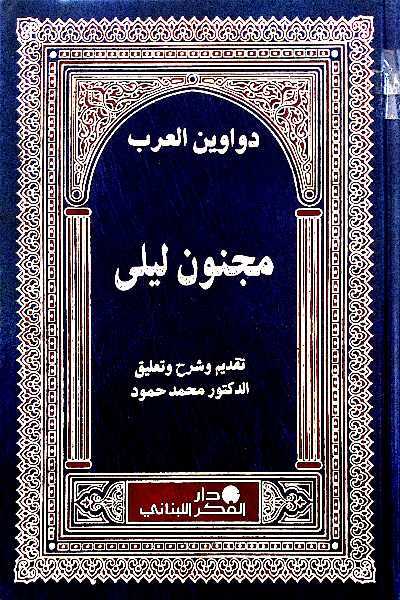 دواوين العرب
مجنون ليلى
تقديم وشرح وتعليق
الدكتور محمد حمود
دار
الفكر اللبناني